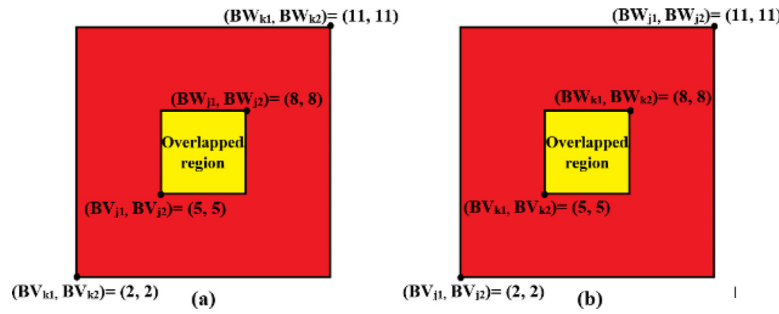 (BWk1, BWk2)= (11, 11)
(BWj1, BWj2)= (8, 8)
Overlapped
region
(BVj1, BVj2)= (5, 5)
(BVk1, BVk2)= (2, 2)
(a)
(BWj1, BWj2)= (11, 11)
(BWk1, BWk2)= (8, 8)
Overlapped
region
(BVk1, BVk2)= (5, 5)
(BVj1, BVj2)= (2, 2)
(b)